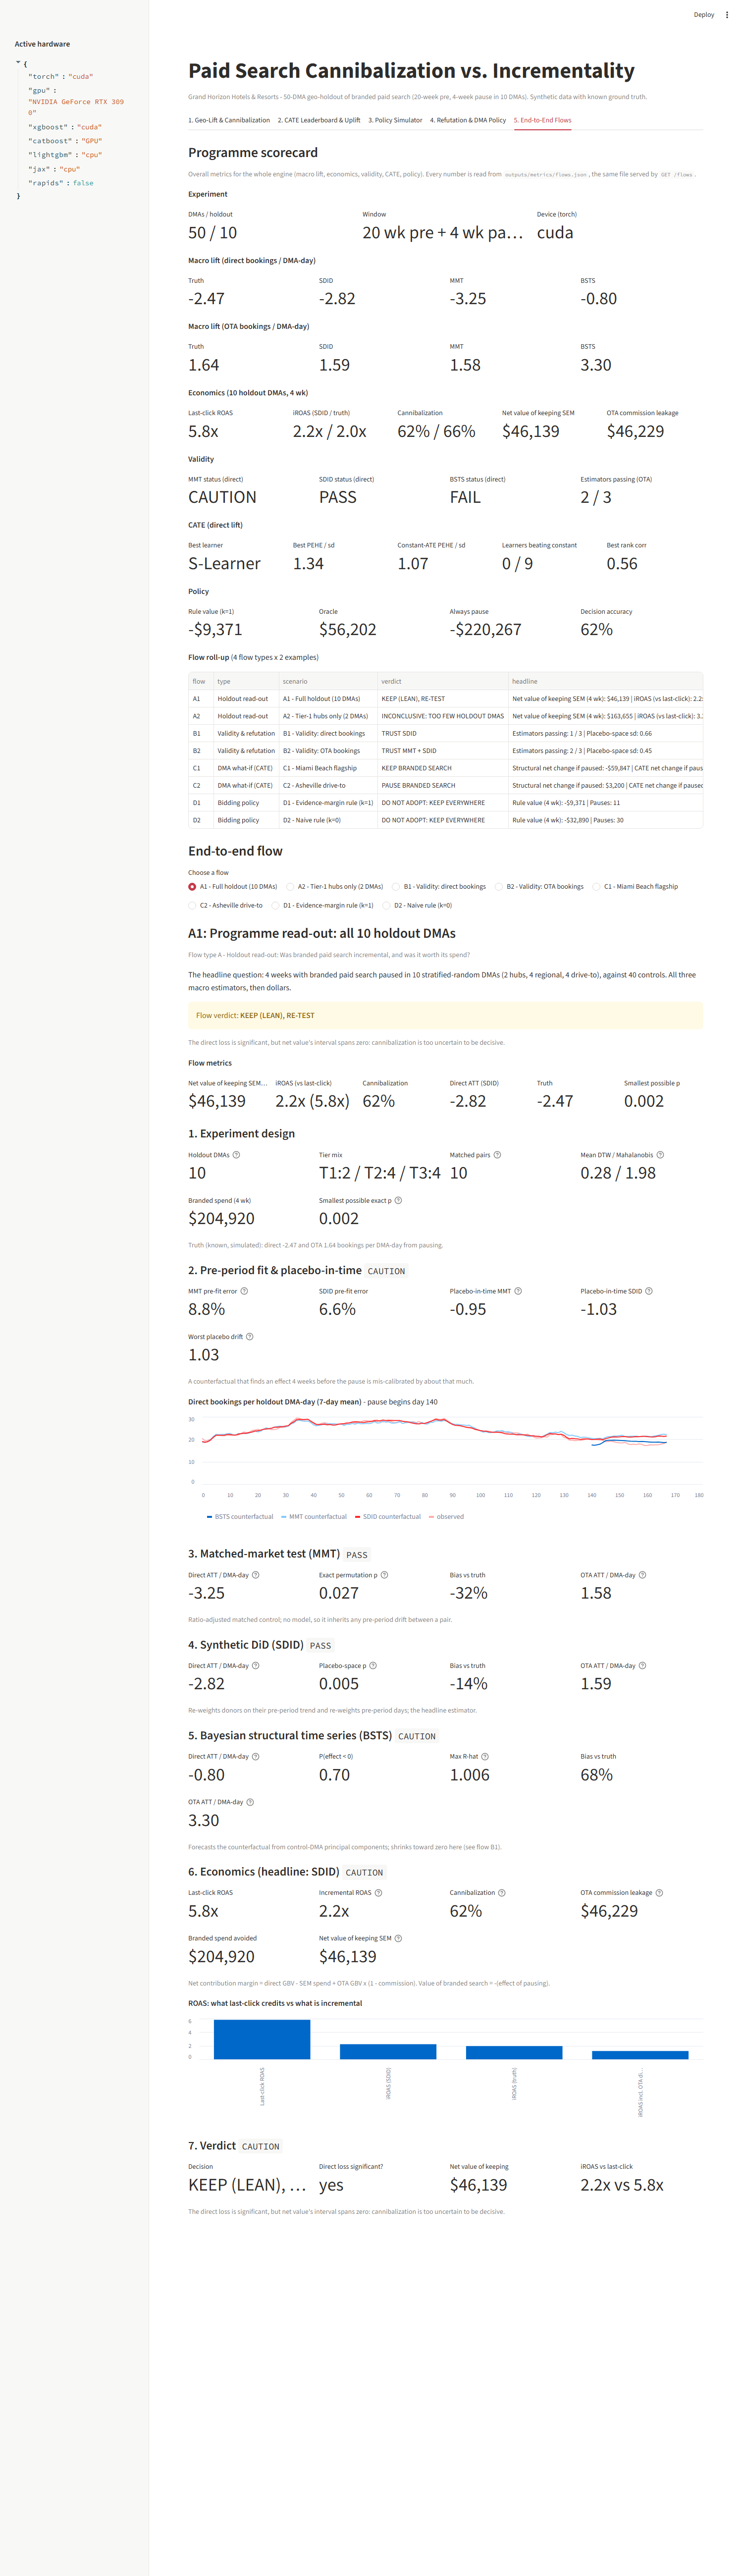 Deploy
Active hardware
{
"torch" : "cuda"
"gpu" :
"NVIDIA GeForce RTX 309
0"
"xgboost" : "cuda"
"catboost" : "GPU"
"lightgbm" : "cpu"
"jax" : "cpu"
"rapids" : false
}
Paid Search Cannibalization vs. Incrementality
Grand Horizon Hotels & Resorts - 50-DMA geo-holdout of branded paid search (20-week pre, 4-week pause in 10 DMAs). Synthetic data with known ground truth.
1. Geo-Lift & Cannibalization 2. CATE Leaderboard & Uplift 3. Policy Simulator 4. Refutation & DMA Policy 5. End-to-End Flows
Programme scorecard
Overall metrics for the whole engine (macro lift, economics, validity, CATE, policy). Every number is read from outputs/metrics/flows.json , the same file served by GET /flows .
Experiment
DMAs / holdout Window Device (torch)
50 / 10 20 wk pre + 4 wk pa… cuda
Macro lift (direct bookings / DMA-day)
Truth SDID MMT BSTS
-2.47 -2.82 -3.25 -0.80
Macro lift (OTA bookings / DMA-day)
Truth SDID MMT BSTS
1.64 1.59 1.58 3.30
Economics (10 holdout DMAs, 4 wk)
Last-click ROAS iROAS (SDID / truth) Cannibalization Net value of keeping SEM OTA commission leakage
5.8x 2.2x / 2.0x 62% / 66% $46,139 $46,229
Validity
MMT status (direct) SDID status (direct) BSTS status (direct) Estimators passing (OTA)
CAUTION PASS FAIL 2 / 3
CATE (direct lift)
Best learner Best PEHE / sd Constant-ATE PEHE / sd Learners beating constant Best rank corr
S-Learner 1.34 1.07 0 / 9 0.56
Policy
Rule value (k=1) Oracle Always pause Decision accuracy
-$9,371 $56,202 -$220,267 62%
Flow roll-up (4 flow types x 2 examples)
flow type scenario verdict headline
A1 Holdout read-out A1 - Full holdout (10 DMAs) KEEP (LEAN), RE-TEST Net value of keeping SEM (4 wk): $46,139 | iROAS (vs last-click): 2.2
A2 Holdout read-out A2 - Tier-1 hubs only (2 DMAs) INCONCLUSIVE: TOO FEW HOLDOUT DMAS Net value of keeping SEM (4 wk): $163,655 | iROAS (vs last-click): 3.
B1 Validity & refutation B1 - Validity: direct bookings TRUST SDID Estimators passing: 1 / 3 | Placebo-space sd: 0.66
B2 Validity & refutation B2 - Validity: OTA bookings TRUST MMT + SDID Estimators passing: 2 / 3 | Placebo-space sd: 0.45
C1 DMA what-if (CATE) C1 - Miami Beach flagship KEEP BRANDED SEARCH Structural net change if paused: -$59,847 | CATE net change if paus
C2 DMA what-if (CATE) C2 - Asheville drive-to PAUSE BRANDED SEARCH Structural net change if paused: $3,200 | CATE net change if paused
D1 Bidding policy D1 - Evidence-margin rule (k=1) DO NOT ADOPT: KEEP EVERYWHERE Rule value (4 wk): -$9,371 | Pauses: 11
D2 Bidding policy D2 - Naive rule (k=0) DO NOT ADOPT: KEEP EVERYWHERE Rule value (4 wk): -$32,890 | Pauses: 30
End-to-end flow
Choose a flow
A1 - Full holdout (10 DMAs) A2 - Tier-1 hubs only (2 DMAs) B1 - Validity: direct bookings B2 - Validity: OTA bookings C1 - Miami Beach flagship
C2 - Asheville drive-to D1 - Evidence-margin rule (k=1) D2 - Naive rule (k=0)
A1: Programme read-out: all 10 holdout DMAs
Flow type A - Holdout read-out: Was branded paid search incremental, and was it worth its spend?
The headline question: 4 weeks with branded paid search paused in 10 stratified-random DMAs (2 hubs, 4 regional, 4 drive-to), against 40 controls. All three
macro estimators, then dollars.
Flow verdict: KEEP (LEAN), RE-TEST
The direct loss is significant, but net value's interval spans zero: cannibalization is too uncertain to be decisive.
Flow metrics
Net value of keeping SEM… iROAS (vs last-click) Cannibalization Direct ATT (SDID) Truth Smallest possible p
$46,139 2.2x (5.8x) 62% -2.82 -2.47 0.002
1. Experiment design
Holdout DMAs Tier mix Matched pairs Mean DTW / Mahalanobis
10 T1:2 / T2:4 / T3:4 10 0.28 / 1.98
Branded spend (4 wk) Smallest possible exact p
$204,920 0.002
Truth (known, simulated): direct -2.47 and OTA 1.64 bookings per DMA-day from pausing.
2. Pre-period fit & placebo-in-time CAUTION
MMT pre-fit error SDID pre-fit error Placebo-in-time MMT Placebo-in-time SDID
8.8% 6.6% -0.95 -1.03
Worst placebo drift
1.03
A counterfactual that finds an effect 4 weeks before the pause is mis-calibrated by about that much.
Direct bookings per holdout DMA-day (7-day mean) - pause begins day 140
30
20
10
0
0 10 20 30 40 50 60 70 80 90 100 110 120 130 140 150 160 170 180
BSTS counterfactual MMT counterfactual SDID counterfactual observed
3. Matched-market test (MMT) PASS
Direct ATT / DMA-day Exact permutation p Bias vs truth OTA ATT / DMA-day
-3.25 0.027 -32% 1.58
Ratio-adjusted matched control; no model, so it inherits any pre-period drift between a pair.
4. Synthetic DiD (SDID) PASS
Direct ATT / DMA-day Placebo-space p Bias vs truth OTA ATT / DMA-day
-2.82 0.005 -14% 1.59
Re-weights donors on their pre-period trend and re-weights pre-period days; the headline estimator.
5. Bayesian structural time series (BSTS) CAUTION
Direct ATT / DMA-day P(effect < 0) Max R-hat Bias vs truth
-0.80 0.70 1.006 68%
OTA ATT / DMA-day
3.30
Forecasts the counterfactual from control-DMA principal components; shrinks toward zero here (see flow B1).
6. Economics (headline: SDID) CAUTION
Last-click ROAS Incremental ROAS Cannibalization OTA commission leakage
5.8x 2.2x 62% $46,229
Branded spend avoided Net value of keeping SEM
$204,920 $46,139
Net contribution margin = direct GBV - SEM spend + OTA GBV x (1 - commission). Value of branded search = -(effect of pausing).
ROAS: what last-click credits vs what is incremental
6
4
2
0
Last-click ROAS iROAS (SDID) iROAS (truth) iROAS incl. OTA di…
7. Verdict CAUTION
Decision Direct loss significant? Net value of keeping iROAS vs last-click
KEEP (LEAN), … yes $46,139 2.2x vs 5.8x
The direct loss is significant, but net value's interval spans zero: cannibalization is too uncertain to be decisive.